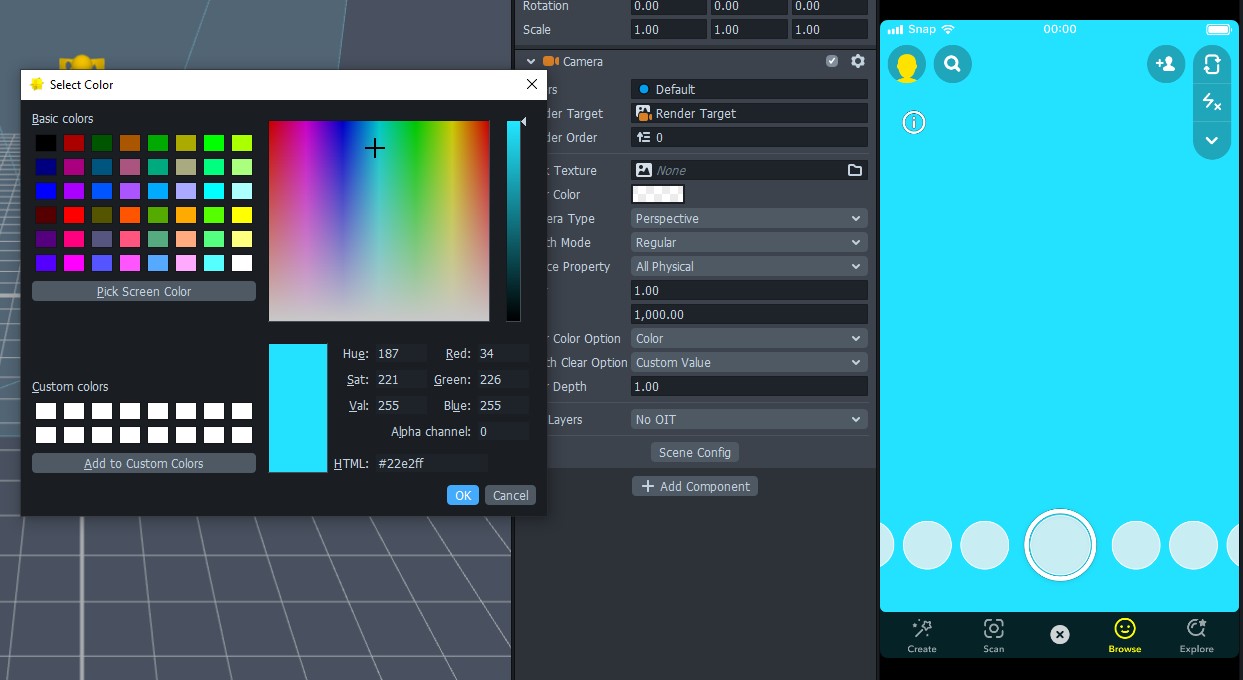 Rotation 0.00 0.00 0.00
Scale 1.00 1.00 1.00
Camera
rs Default
der Target Render Target
der Order 0
Texture None
Color
era Type Perspective
th Mode Regular
ce Property All Physical
1.00
1,000.00
Color Option Color
th Clear Option Custom Value
Depth 1.00
Layers No OIT
Scene Config
Add Component
Select Color
Basic colors
Pick Screen Color
Custom colors
Add to Custom Colors
Hue: 187 Red: 34
Sat: 221 Green: 226
Val: 255 Blue: 255
Alpha channel: 0
HTML: #22e2ff
OK Cancel
Snap 00:00
Create Scan Browse Explore